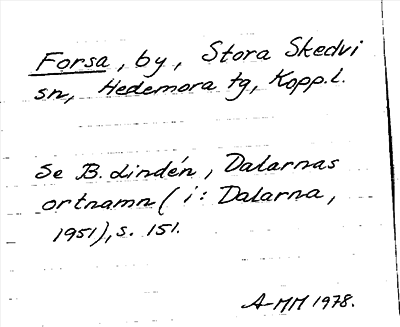 Forsa, by, Stora Skedvi
sn, Hedemora tg, Kopp.l.
Se B. Lindén, Dalarnas
ortnamn (i: Dalarna,
1951), s. 151.
A-MM 1978.